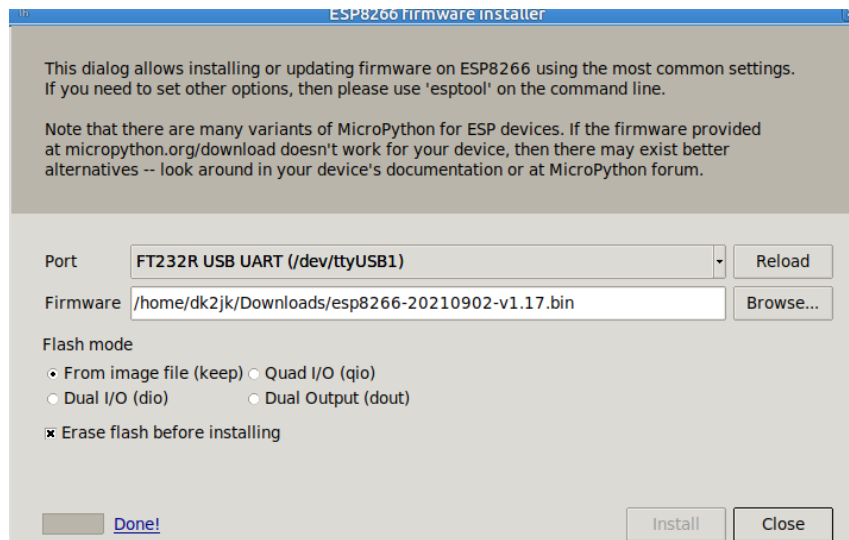 ESP8266 firmware installer
This dialog allows installing or updating firmware on ESP8266 using the most common settings.
If you need to set other options, then please use 'esptool' on the command line.
Note that there are many variants of MicroPython for ESP devices. If the firmware provided
at micropython.org/download doesn't work for your device, then there may exist better
alternatives -- look around in your device's documentation or at MicroPython forum.
Port FT232R USB UART (/dev/ttyUSB1) Reload
Firmware /home/dk2jk/Downloads/esp8266-20210902-v1.17.bin Browse...
Flash mode
From image file (keep) Quad I/O (qio)
Dual I/O (dio) Dual Output (dout)
Erase flash before installing
Done! Install Close